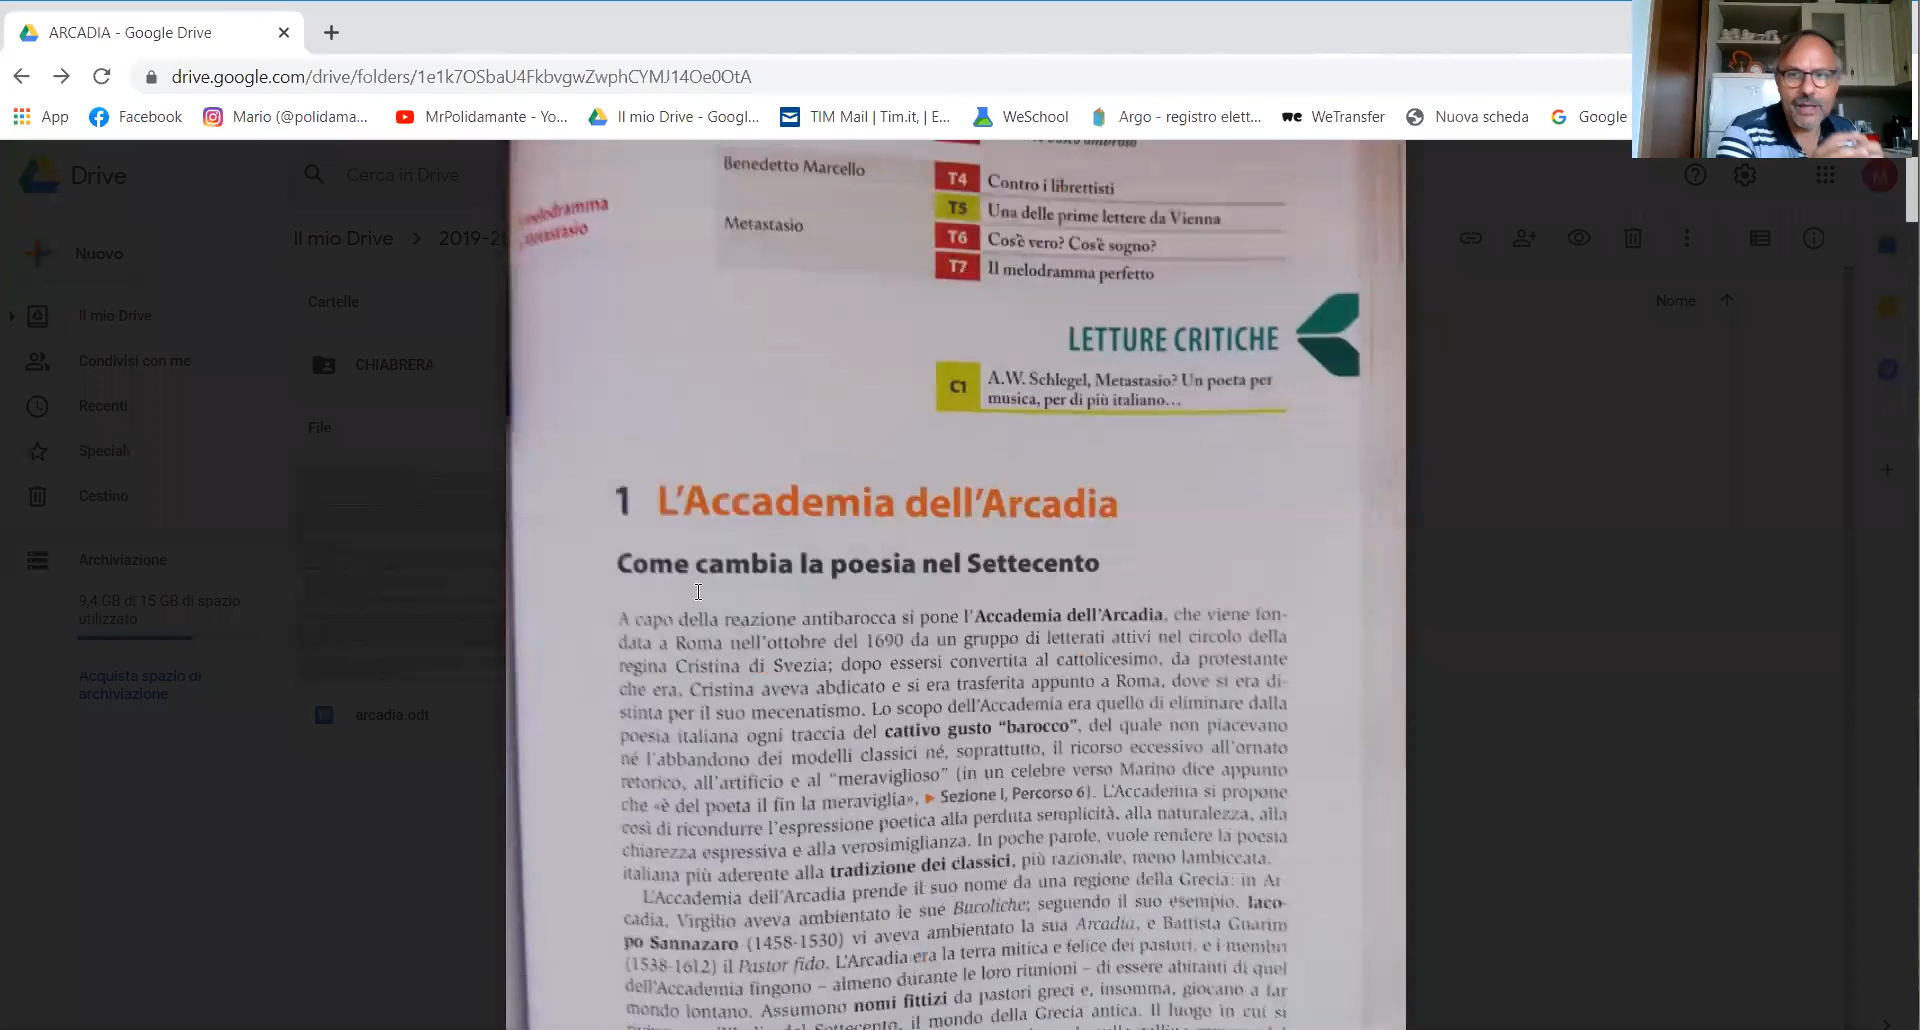 ARCADIA - Google Drive
drive.google.com/drive/folders/1e1k7OSbaU4FkbvgwZwphCYMJ14Oe0OtA
App Facebook Mario (@polidama... MrPolidamante - Yo... Il mio Drive - Googl... TIM Mail | Tim.it, | E... WeSchool Argo - registro elett... WeTransfer Nuova scheda Google
Drive
Cerca in Drive
M
Il mio Drive > 2019-2
Nuovo
Cartelle
Nome
Il mio Drive
Condivisi con me
CHIABRERA
Recenti
File
Speciali
Cestino
Archiviazione
9,4 GB di 15 GB di spazio
utilizzato
Acquista spazio di
archiviazione
arcadia.odt
melodramma
Metastasio
Benedetto Marcello
T4 Contro i librettisti
Metastasio
T5 Una delle prime lettere da Vienna
T6 Cos'è vero? Cos'è sogno?
T7 Il melodramma perfetto
LETTURE CRITICHE
C1 A.W. Schlegel, Metastasio? Un poeta per
musica, per di più italiano…
1 L'Accademia dell'Arcadia
Come cambia la poesia nel Settecento
A capo della reazione antibarocca si pone l'Accademia dell'Arcadia, che viene fon-
data a Roma nell'ottobre del 1690 da un gruppo di letterati attivi nel circolo della
regina Cristina di Svezia; dopo essersi convertita al cattolicesimo, da protestante
che era, Cristina aveva abdicato e si era trasferita appunto a Roma, dove si era di-
stinta per il suo mecenatismo. Lo scopo dell'Accademia era quello di eliminare dalla
poesia italiana ogni traccia del cattivo gusto "barocco", del quale non piacevano
né l'abbandono dei modelli classici né, soprattutto, il ricorso eccessivo all'ornato
retorico, all'artificio e al "meraviglioso" (in un celebre verso Marino dice appunto
che «è del poeta il fin la meraviglia», ► Sezione I, Percorso 6). L'Accademia si propone
così di ricondurre l'espressione poetica alla perduta semplicità, alla naturalezza, alla
chiarezza espressiva e alla verosimiglianza. In poche parole, vuole rendere la poesia
italiana più aderente alla tradizione dei classici, più razionale, meno lambiccata.
L'Accademia dell'Arcadia prende il suo nome da una regione della Grecia: in Ar-
cadia, Virgilio aveva ambientato le sue Bucoliche; seguendo il suo esempio, Iaco-
po Sannazaro (1458-1530) vi aveva ambientato la sua Arcadia, e Battista Guarini
(1538-1612) il Pastor fido. L'Arcadia era la terra mitica e felice dei pastori, e i membri
dell'Accademia fingono – almeno durante le loro riunioni – di essere abitanti di quel
mondo lontano. Assumono nomi fittizi da pastori greci e, insomma, giocano a far
Settecento, il mondo della Grecia antica. Il luogo in cui si